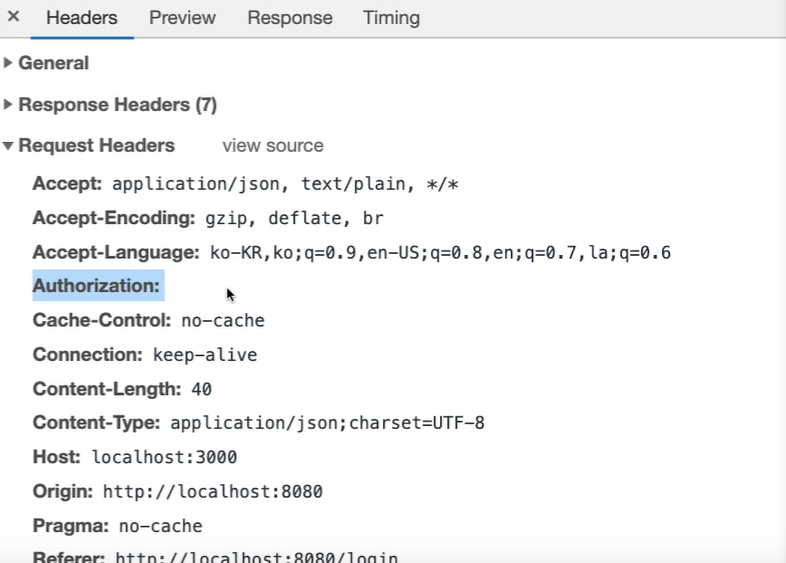 × Headers Preview Response Timing
General
Response Headers (7)
Request Headers view source
Accept: application/json, text/plain, */*
Accept-Encoding: gzip, deflate, br
Accept-Language: ko-KR,ko;q=0.9,en-US;q=0.8,en;q=0.7,la;q=0.6
Authorization:
Cache-Control: no-cache
Connection: keep-alive
Content-Length: 40
Content-Type: application/json;charset=UTF-8
Host: localhost:3000
Origin: http://localhost:8080
Pragma: no-cache
Referer: http://localhost:8080/login